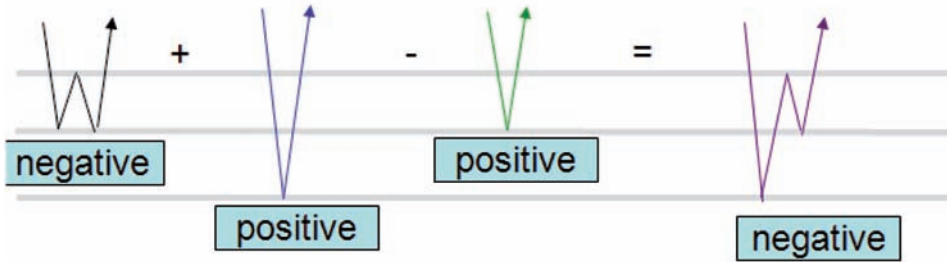 + - =
negative
positive
positive
negative